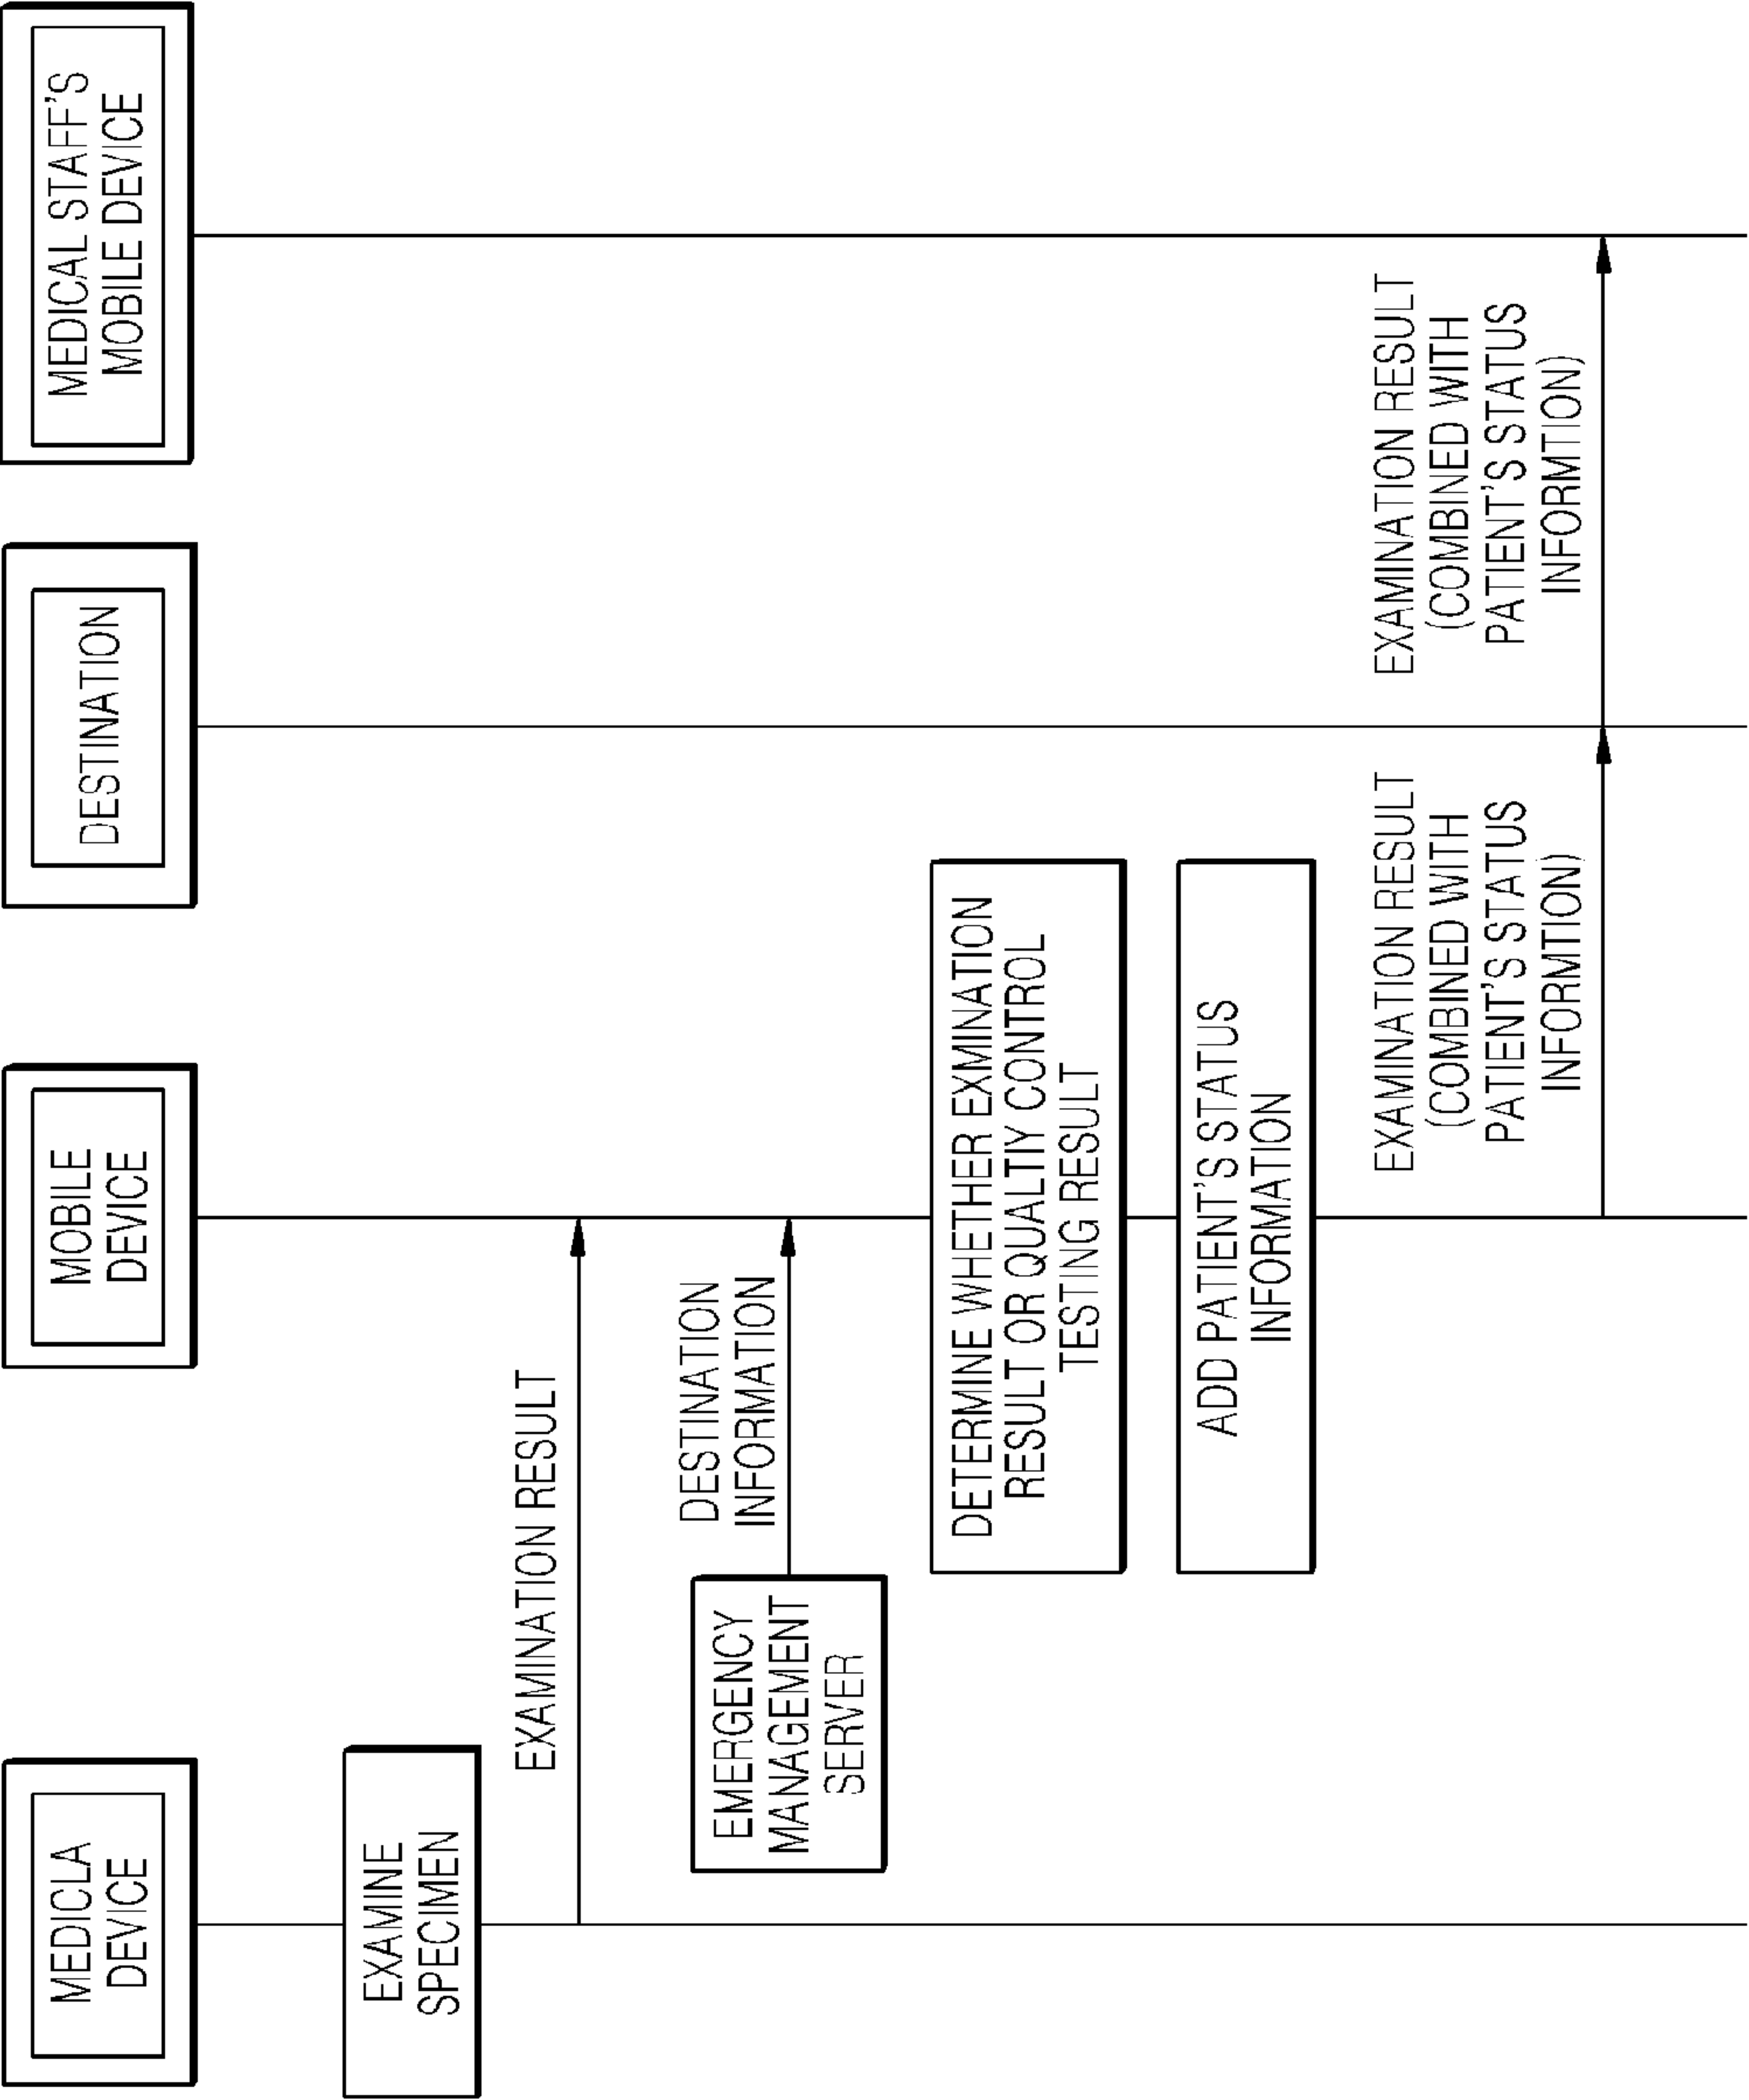 MEDICLA
DEVICE
MOBILE
DEVICE
DESTINATION
MEDICAL STAFF'S
MOBILE DEVICE
EXAMINE
SPECIMEN
EXAMINATION RESULT
DESTINATION
INFORMATION
EMERGENCY
MANAGEMENT
SERVER
DETERMINE WHETHER EXMINATION
RESULT OR QUALTIY CONTROL
TESTING RESULT
ADD PATIENT'S STATUS
INFORMATION
EXAMINATION RESULT
(COMBINED WITH
PATIENT'S STATUS
INFORMTION)
EXAMINATION RESULT
(COMBINED WITH
PATIENT'S STATUS
INFORMTION)